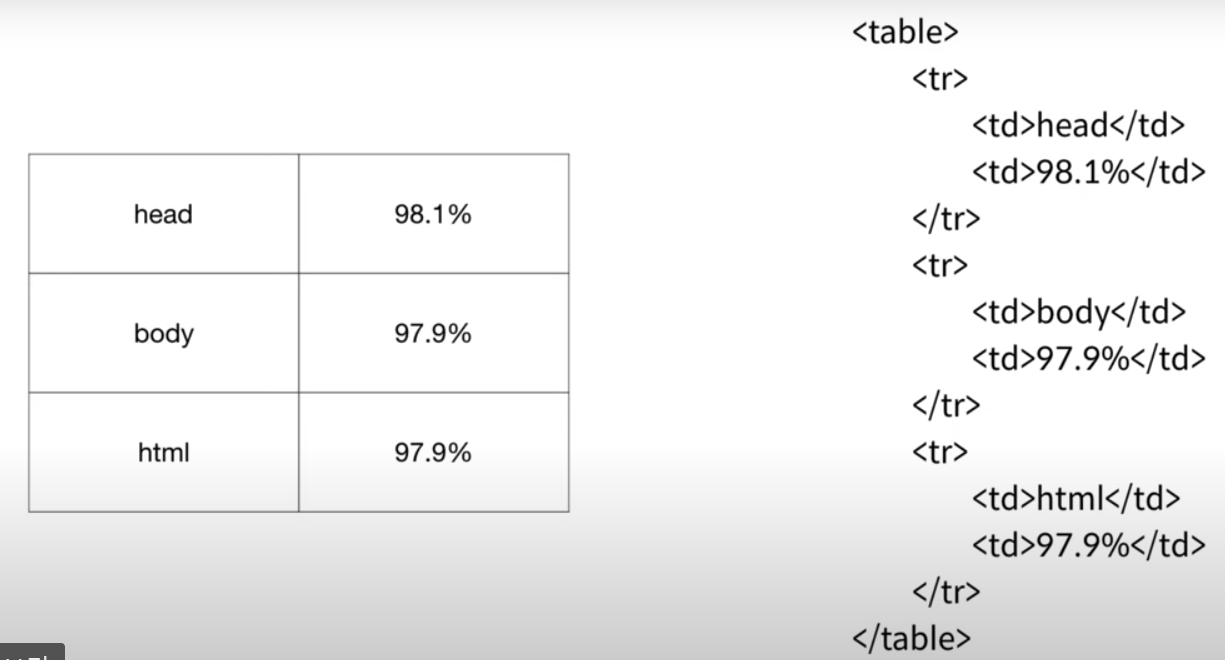 head 98.1%
body 97.9%
html 97.9%
<table>
<tr>
<td>head</td>
<td>98.1%</td>
</tr>
<tr>
<td>body</td>
<td>97.9%</td>
</tr>
<tr>
<td>html</td>
<td>97.9%</td>
</tr>
</table>